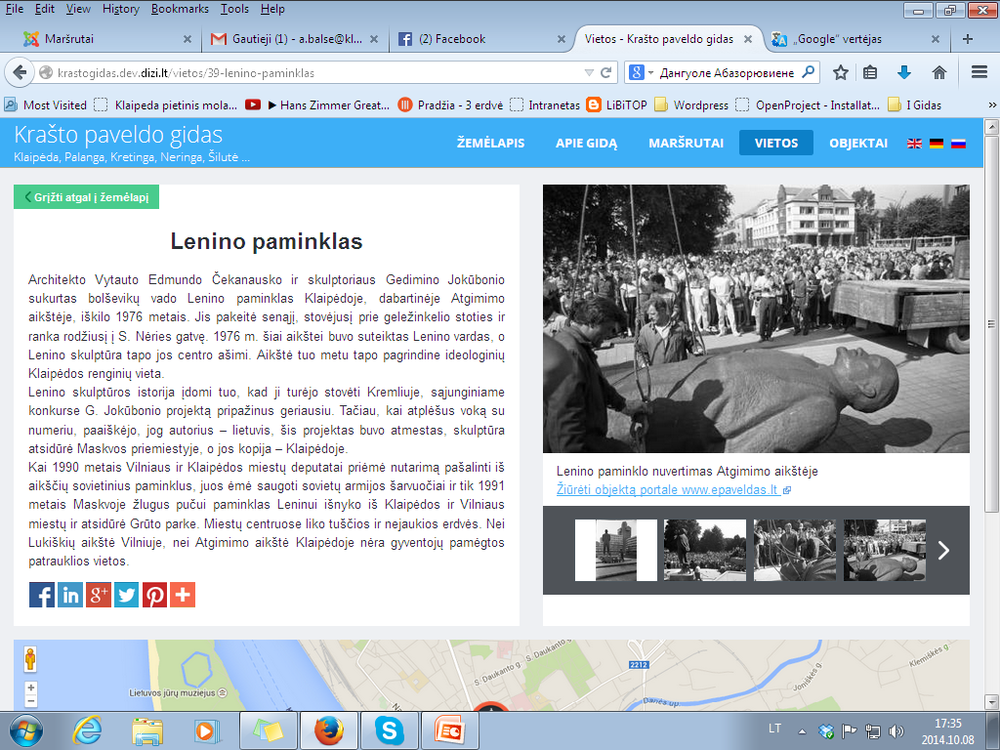 File Edit View History Bookmarks Tools Help
Maršrutai
Gautieji (1) - a.balse@kl...
(2) Facebook
Vietos - Krašto paveldo gidas
„Google“ vertėjas
krastogidas.dev.dizi.lt/vietos/39-lenino-paminklas
Дангуоле Абазорювиене
Most Visited
Klaipeda pietinis mola...
▶ Hans Zimmer Great...
Pradžia - 3 erdvė
Intranetas
LiBiTOP
Wordpress
OpenProject - Installat...
I Gidas
Krašto paveldo gidas
Klaipėda, Palanga, Kretinga, Neringa, Šilutė ...
ŽEMĖLAPIS APIE GIDĄ MARŠRUTAI VIETOS OBJEKTAI
Grįžti atgal į žemėlapį
Lenino paminklas
Architekto Vytauto Edmundo Čekanausko ir skulptoriaus Gedimino Jokūbonio
sukurtas bolševikų vado Lenino paminklas Klaipėdoje, dabartinėje Atgimimo
aikštėje, iškilo 1976 metais. Jis pakeitė senąjį, stovėjusį prie geležinkelio stoties ir
ranka rodžiusį į S. Nėries gatvę. 1976 m. šiai aikštei buvo suteiktas Lenino vardas, o
Lenino skulptūra tapo jos centro ašimi. Aikštė tuo metu tapo pagrindine ideologinių
Klaipėdos renginių vieta.
Lenino skulptūros istorija įdomi tuo, kad ji turėjo stovėti Kremliuje, sąjunginiame
konkurse G. Jokūbonio projektą pripažinus geriausiu. Tačiau, kai atplėšus voką su
numeriu, paaiškėjo, jog autorius – lietuvis, šis projektas buvo atmestas, skulptūra
atsidūrė Maskvos priemiestyje, o jos kopija – Klaipėdoje.
Kai 1990 metais Vilniaus ir Klaipėdos miestų deputatai priėmė nutarimą pašalinti iš
aikščių sovietinius paminklus, juos ėmė saugoti sovietų armijos šarvuočiai ir tik 1991
metais Maskvoje žlugus pučui paminklas Leninui išnyko iš Klaipėdos ir Vilniaus
miestų ir atsidūrė Grūto parke. Miestų centruose liko tuščios ir nejaukios erdvės. Nei
Lukiškių aikštė Vilniuje, nei Atgimimo aikštė Klaipėdoje nėra gyventojų pamėgtos
patrauklios vietos.
Lenino paminklo nuvertimas Atgimimo aikštėje
Žiūrėti objektą portale www.epaveldas.lt
Lietuvos jūrų muziejus
S. Daukanto g.
S. Daukanto g.
2212
Danėa up
Joniškės g
Klemiškės g
LT
17:35
2014.10.08